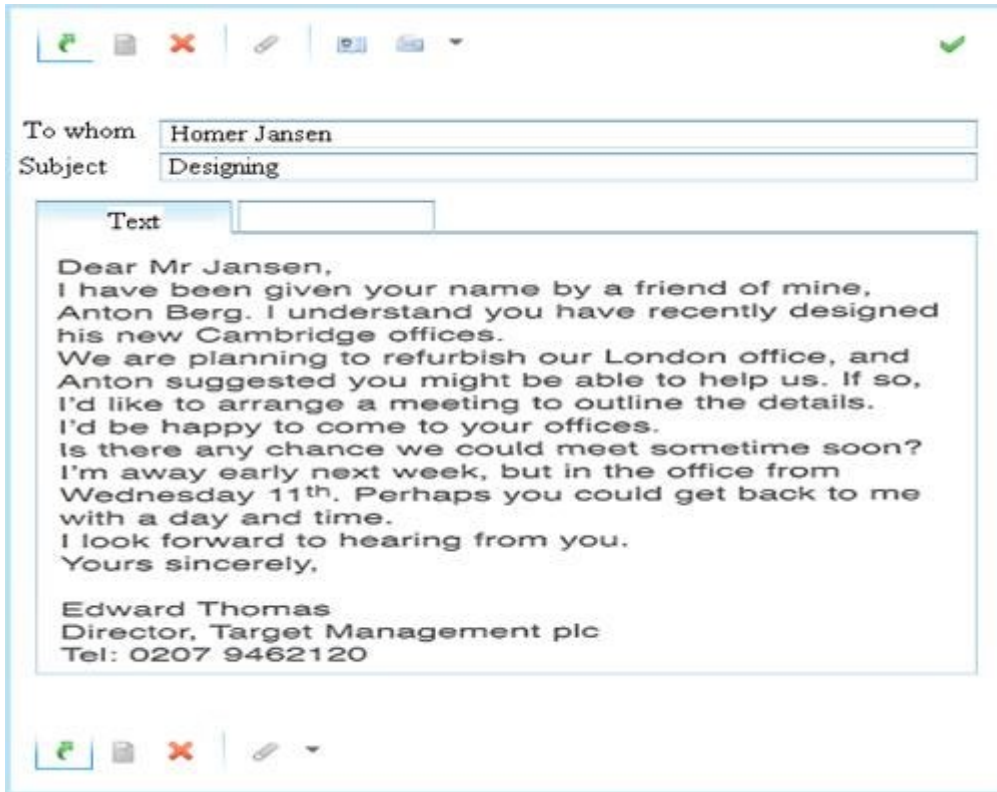 To whom Homer Jansen
Subject Designing
Text
Dear Mr Jansen,
I have been given your name by a friend of mine,
Anton Berg. I understand you have recently designed
his new Cambridge offices.
We are planning to refurbish our London office, and
Anton suggested you might be able to help us. If so,
I'd like to arrange a meeting to outline the details.
I'd be happy to come to your offices.
Is there any chance we could meet sometime soon?
I'm away early next week, but in the office from
Wednesday 11th. Perhaps you could get back to me
with a day and time.
I look forward to hearing from you.
Yours sincerely,
Edward Thomas
Director, Target Management plc
Tel: 0207 9462120